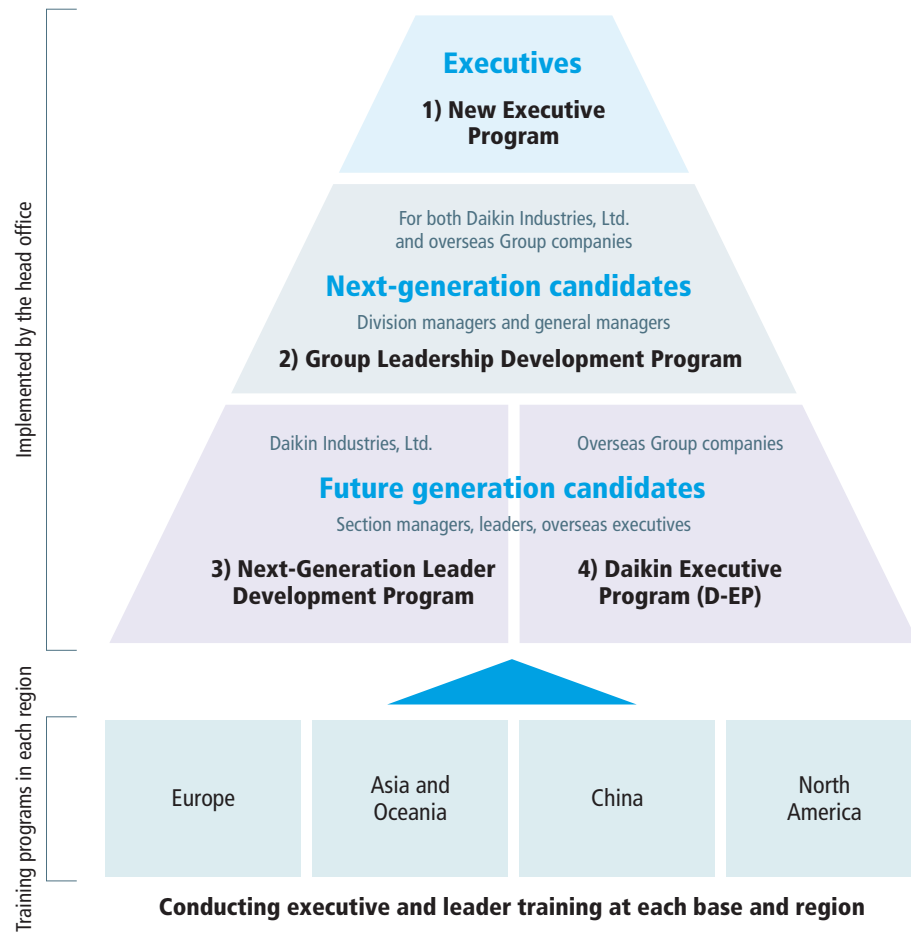 Implemented by the head office
Executives
1) New Executive
Program
For both Daikin Industries, Ltd.
and overseas Group companies
Next-generation candidates
Division managers and general managers
2) Group Leadership Development Program
Daikin Industries, Ltd.
Overseas Group companies
Future generation candidates
Section managers, leaders, overseas executives
3) Next-Generation Leader
Development Program
4) Daikin Executive
Program (D-EP)
Training programs in each region
Europe
Asia and
Oceania
China
North
America
Conducting executive and leader training at each base and region